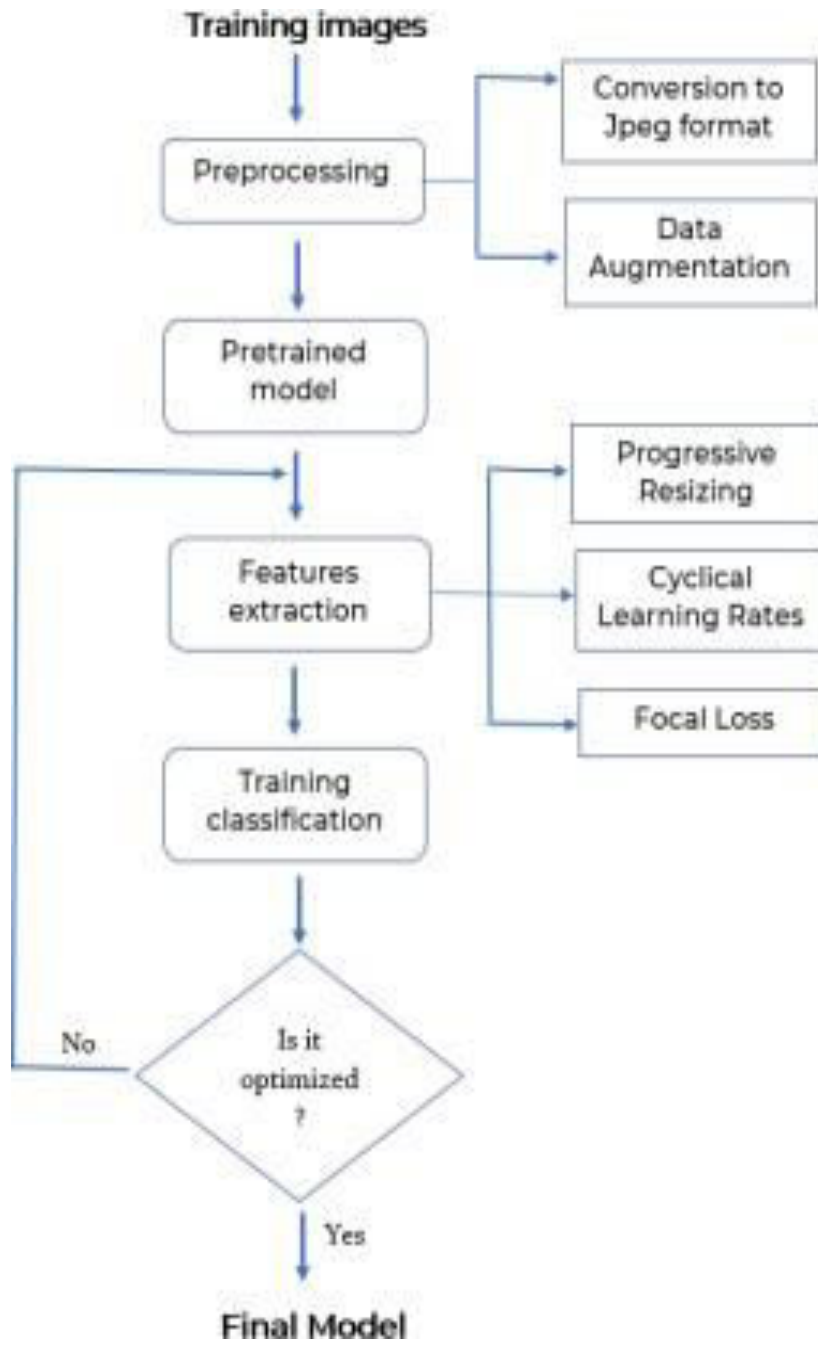 Training images
Preprocessing
Conversion to
Jpeg format
Data
Augmentation
Pretrained
model
Features
extraction
Progressive
Resizing
Cyclical
Learning Rates
Focal Loss
Training
classification
Is it
optimized
?
No
Yes
Final Model